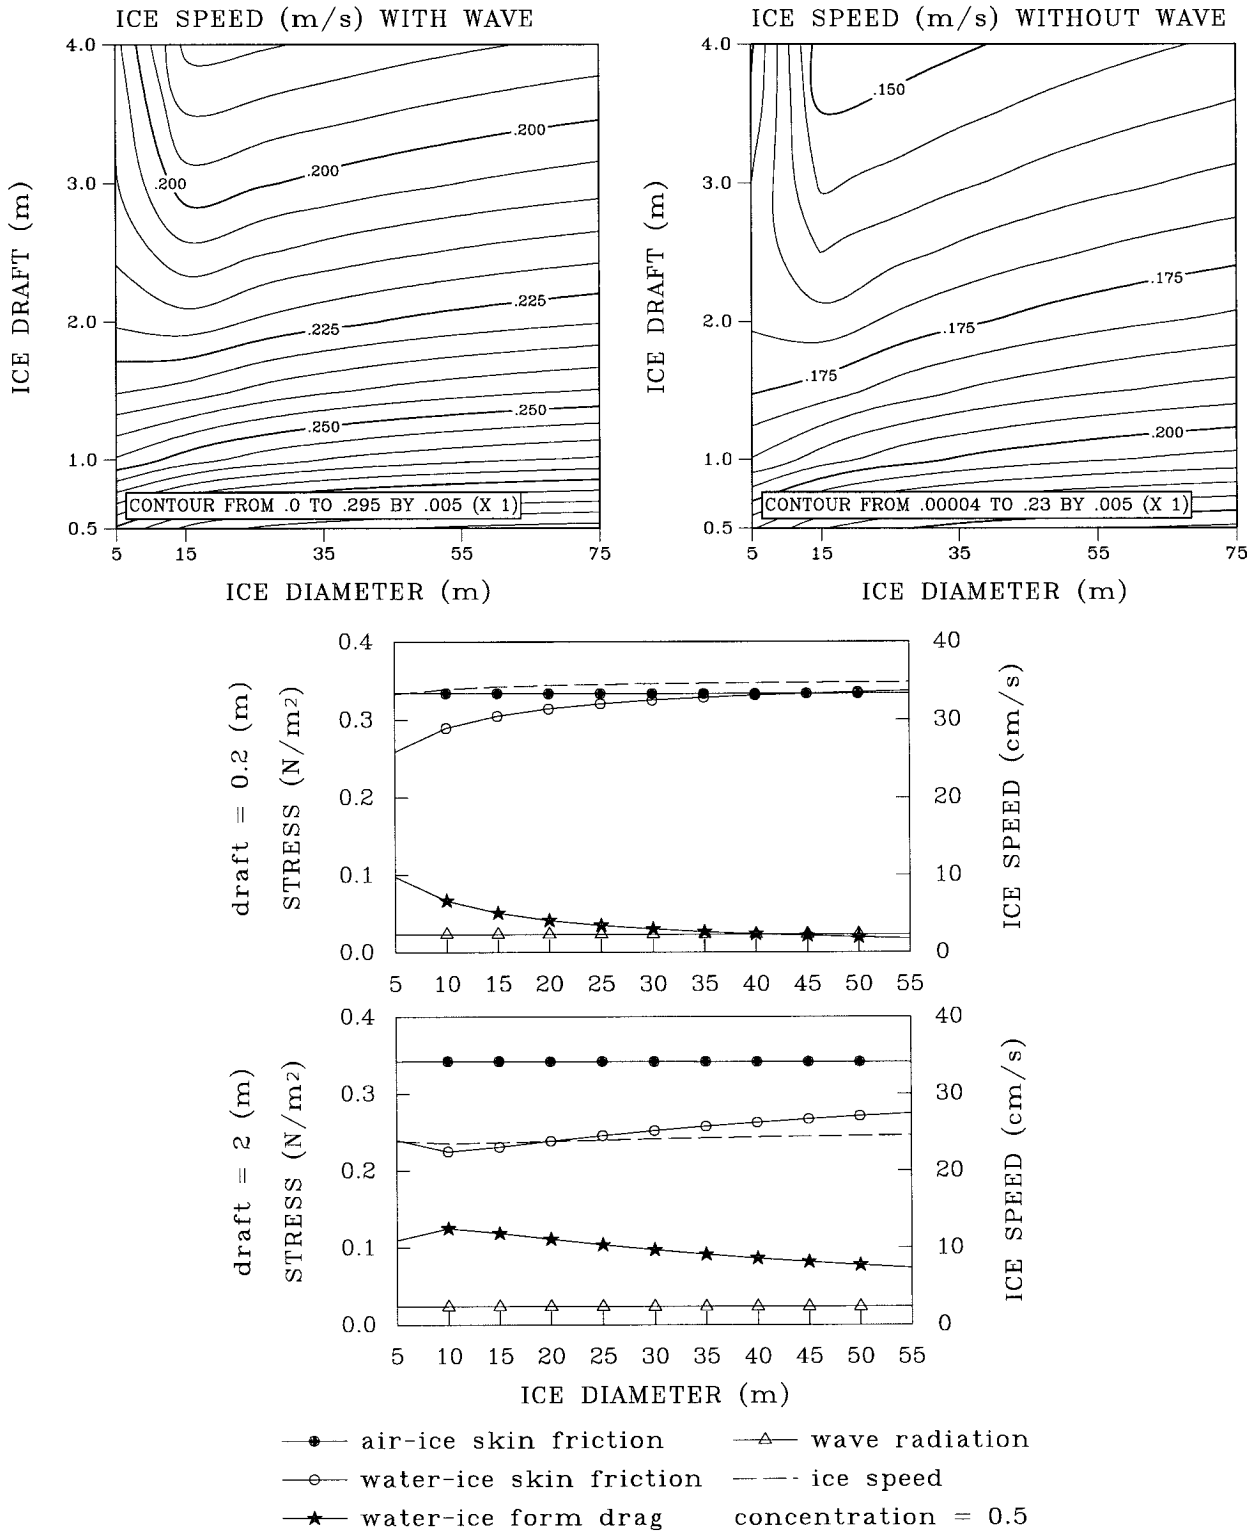 ICE SPEED (m/s) WITH WAVE
4.0
3.0
2.0
1.0
0.5
ICE DRAFT (m)
.200
.200
.200
.225
.225
.250
.250
CONTOUR FROM .0 TO .295 BY .005 (X 1)
5 15 35 55 75
ICE DIAMETER (m)
ICE SPEED (m/s) WITHOUT WAVE
4.0
3.0
2.0
1.0
0.5
ICE DRAFT (m)
.150
.175
.175
.175
.200
CONTOUR FROM .00004 TO .23 BY .005 (X 1)
5 15 35 55 75
ICE DIAMETER (m)
draft = 0.2 (m)
STRESS (N/m2)
0.4
0.3
0.2
0.1
0.0
40
30
20
10
0
ICE SPEED (cm/s)
5 10 15 20 25 30 35 40 45 50 55
draft = 2 (m)
STRESS (N/m2)
0.4
0.3
0.2
0.1
0.0
40
30
20
10
0
ICE SPEED (cm/s)
5 10 15 20 25 30 35 40 45 50 55
ICE DIAMETER (m)
air-ice skin friction
wave radiation
water-ice skin friction
ice speed
water-ice form drag
concentration = 0.5